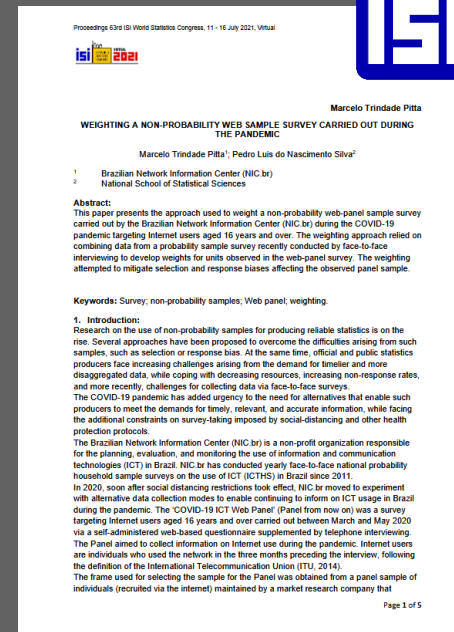 Proceedings 63rd ISI World Statistics Congress, 11 - 16 July 2021, Virtual
isi
VIRTUAL
2021
ISI
Marcelo Trindade Pitta
WEIGHTING A NON-PROBABILITY WEB SAMPLE SURVEY CARRIED OUT DURING
THE PANDEMIC
Marcelo Trindade Pitta1; Pedro Luis do Nascimento Silva2
1 Brazilian Network Information Center (NIC.br)
2 National School of Statistical Sciences
Abstract:
This paper presents the approach used to weight a non-probability web-panel sample survey
carried out by the Brazilian Network Information Center (NIC.br) during the COVID-19
pandemic targeting Internet users aged 16 years and over. The weighting approach relied on
combining data from a probability sample survey recently conducted by face-to-face
interviewing to develop weights for units observed in the web-panel survey. The weighting
attempted to mitigate selection and response biases affecting the observed panel sample.
Keywords: Survey; non-probability samples; Web panel; weighting.
1. Introduction:
Research on the use of non-probability samples for producing reliable statistics is on the
rise. Several approaches have been proposed to overcome the difficulties arising from such
samples, such as selection or response bias. At the same time, official and public statistics
producers face increasing challenges arising from the demand for timelier and more
disaggregated data, while coping with decreasing resources, increasing non-response rates,
and more recently, challenges for collecting data via face-to-face surveys.
The COVID-19 pandemic has added urgency to the need for alternatives that enable such
producers to meet the demands for timely, relevant, and accurate information, while facing
the additional constraints on survey-taking imposed by social-distancing and other health
protection protocols.
The Brazilian Network Information Center (NIC.br) is a non-profit organization responsible
for the planning, evaluation, and monitoring the use of information and communication
technologies (ICT) in Brazil. NIC.br has conducted yearly face-to-face national probability
household sample surveys on the use of ICT (ICTHS) in Brazil since 2011.
In 2020, soon after social distancing restrictions took effect, NIC.br moved to experiment
with alternative data collection modes to enable continuing to inform on ICT usage in Brazil
during the pandemic. The 'COVID-19 ICT Web Panel' (Panel from now on) was a survey
targeting Internet users aged 16 years and over carried out between March and May 2020
via a self-administered web-based questionnaire supplemented by telephone interviewing.
The Panel aimed to collect information on Internet use during the pandemic. Internet users
are individuals who used the network in the three months preceding the interview, following
the definition of the International Telecommunication Union (ITU, 2014).
The frame used for selecting the sample for the Panel was obtained from a panel sample of
individuals (recruited via the internet) maintained by a market research company that
Page 1 of 5